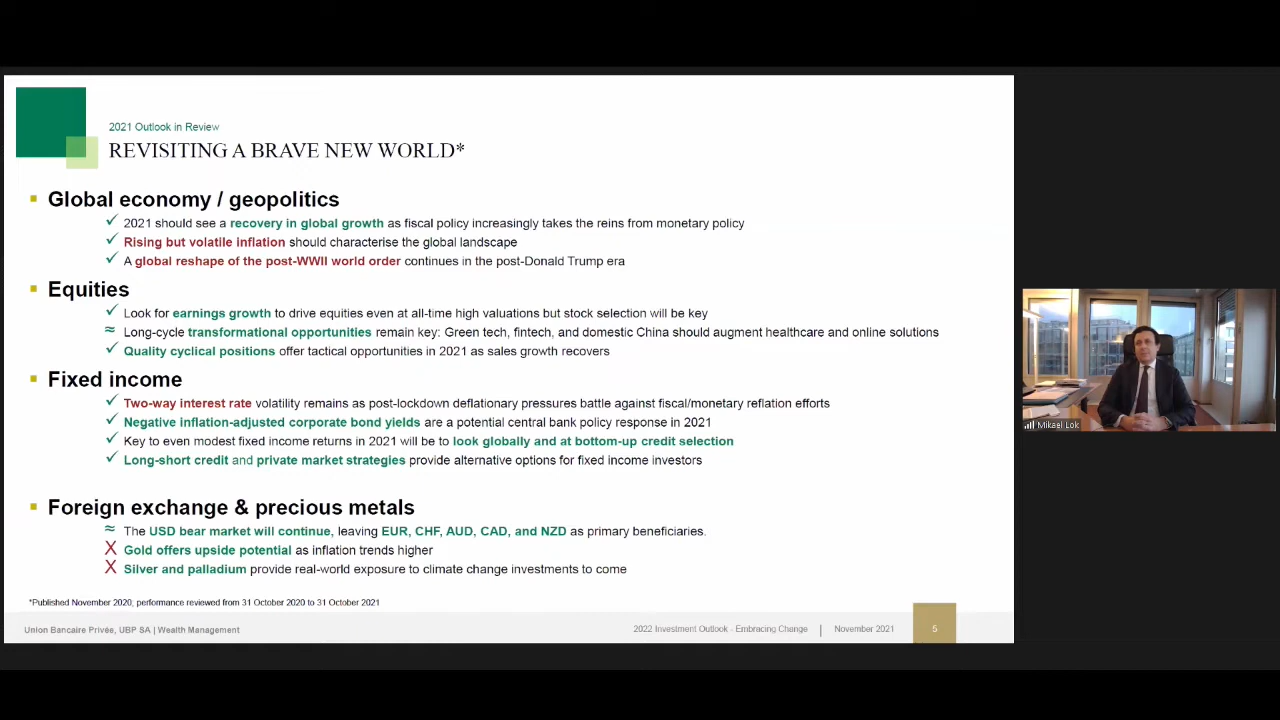 2021 Outlook in Review
REVISITING A BRAVE NEW WORLD*
Global economy / geopolitics
2021 should see a recovery in global growth as fiscal policy increasingly takes the reins from monetary policy
Rising but volatile inflation should characterise the global landscape
A global reshape of the post-WWII world order continues in the post-Donald Trump era
Equities
Look for earnings growth to drive equities even at all-time high valuations but stock selection will be key
≈ Long-cycle transformational opportunities remain key: Green tech, fintech, and domestic China should augment healthcare and online solutions
Quality cyclical positions offer tactical opportunities in 2021 as sales growth recovers
Fixed income
Two-way interest rate volatility remains as post-lockdown deflationary pressures battle against fiscal/monetary reflation efforts
Negative inflation-adjusted corporate bond yields are a potential central bank policy response in 2021
Key to even modest fixed income returns in 2021 will be to look globally and at bottom-up credit selection
Long-short credit and private market strategies provide alternative options for fixed income investors
Foreign exchange & precious metals
≈ The USD bear market will continue, leaving EUR, CHF, AUD, CAD, and NZD as primary beneficiaries.
X Gold offers upside potential as inflation trends higher
X Silver and palladium provide real-world exposure to climate change investments to come
*Published November 2020; performance reviewed from 31 October 2020 to 31 October 2021
Union Bancaire Privée, UBP SA | Wealth Management
2022 Investment Outlook - Embracing Change | November 2021
5
Mikael Lok